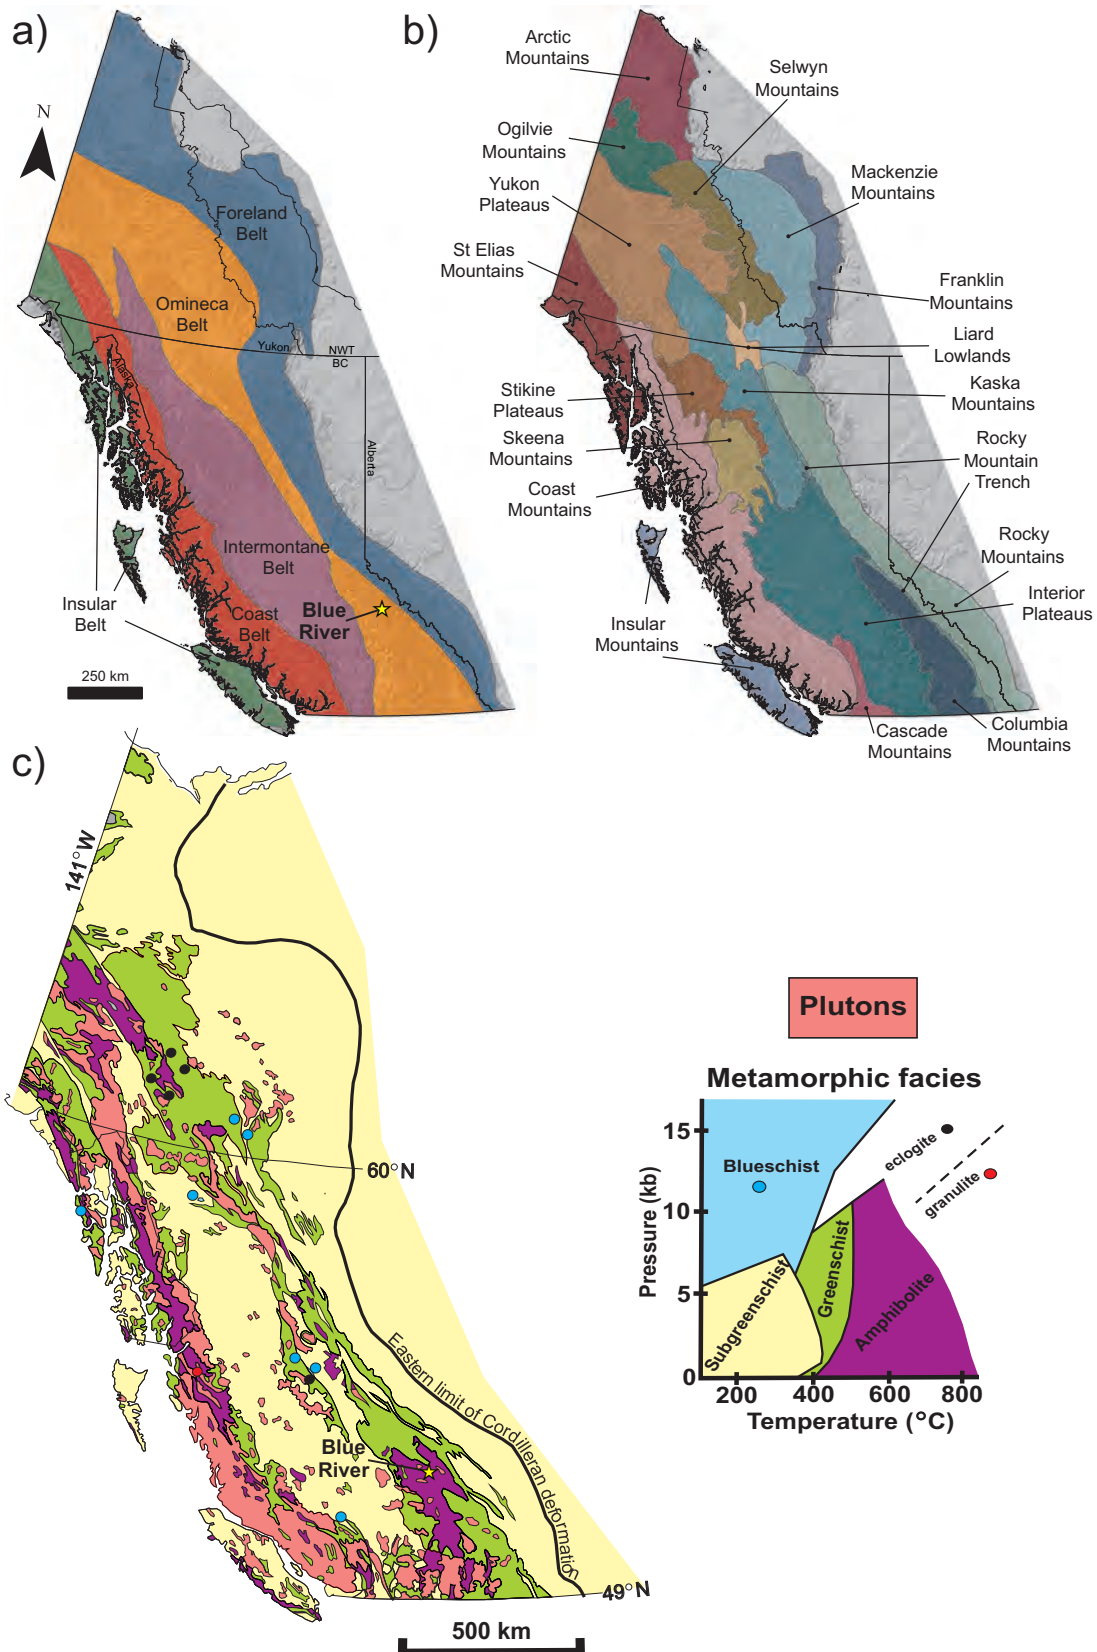 a)
N
Foreland
Belt
Omineca
Belt
Yukon
NWT
BC
Alaska
Alberta
Intermontane
Belt
Insular
Belt
Coast
Belt
Blue
River
250 km
b)
Arctic
Mountains
Selwyn
Mountains
Ogilvie
Mountains
Yukon
Plateaus
Mackenzie
Mountains
St Elias
Mountains
Franklin
Mountains
Liard
Lowlands
Stikine
Plateaus
Kaska
Mountains
Skeena
Mountains
Rocky
Mountain
Trench
Coast
Mountains
Rocky
Mountains
Interior
Plateaus
Insular
Mountains
Cascade
Mountains
Columbia
Mountains
c)
141°W
60°N
Eastern limit of Cordilleran deformation
Blue
River
49°N
500 km
Plutons
Metamorphic facies
Pressure (kb)
15
10
5
0
Blueschist
eclogite
granulite
Subgreenschist
Greenschist
Amphibolite
200
400
600
800
Temperature (°C)